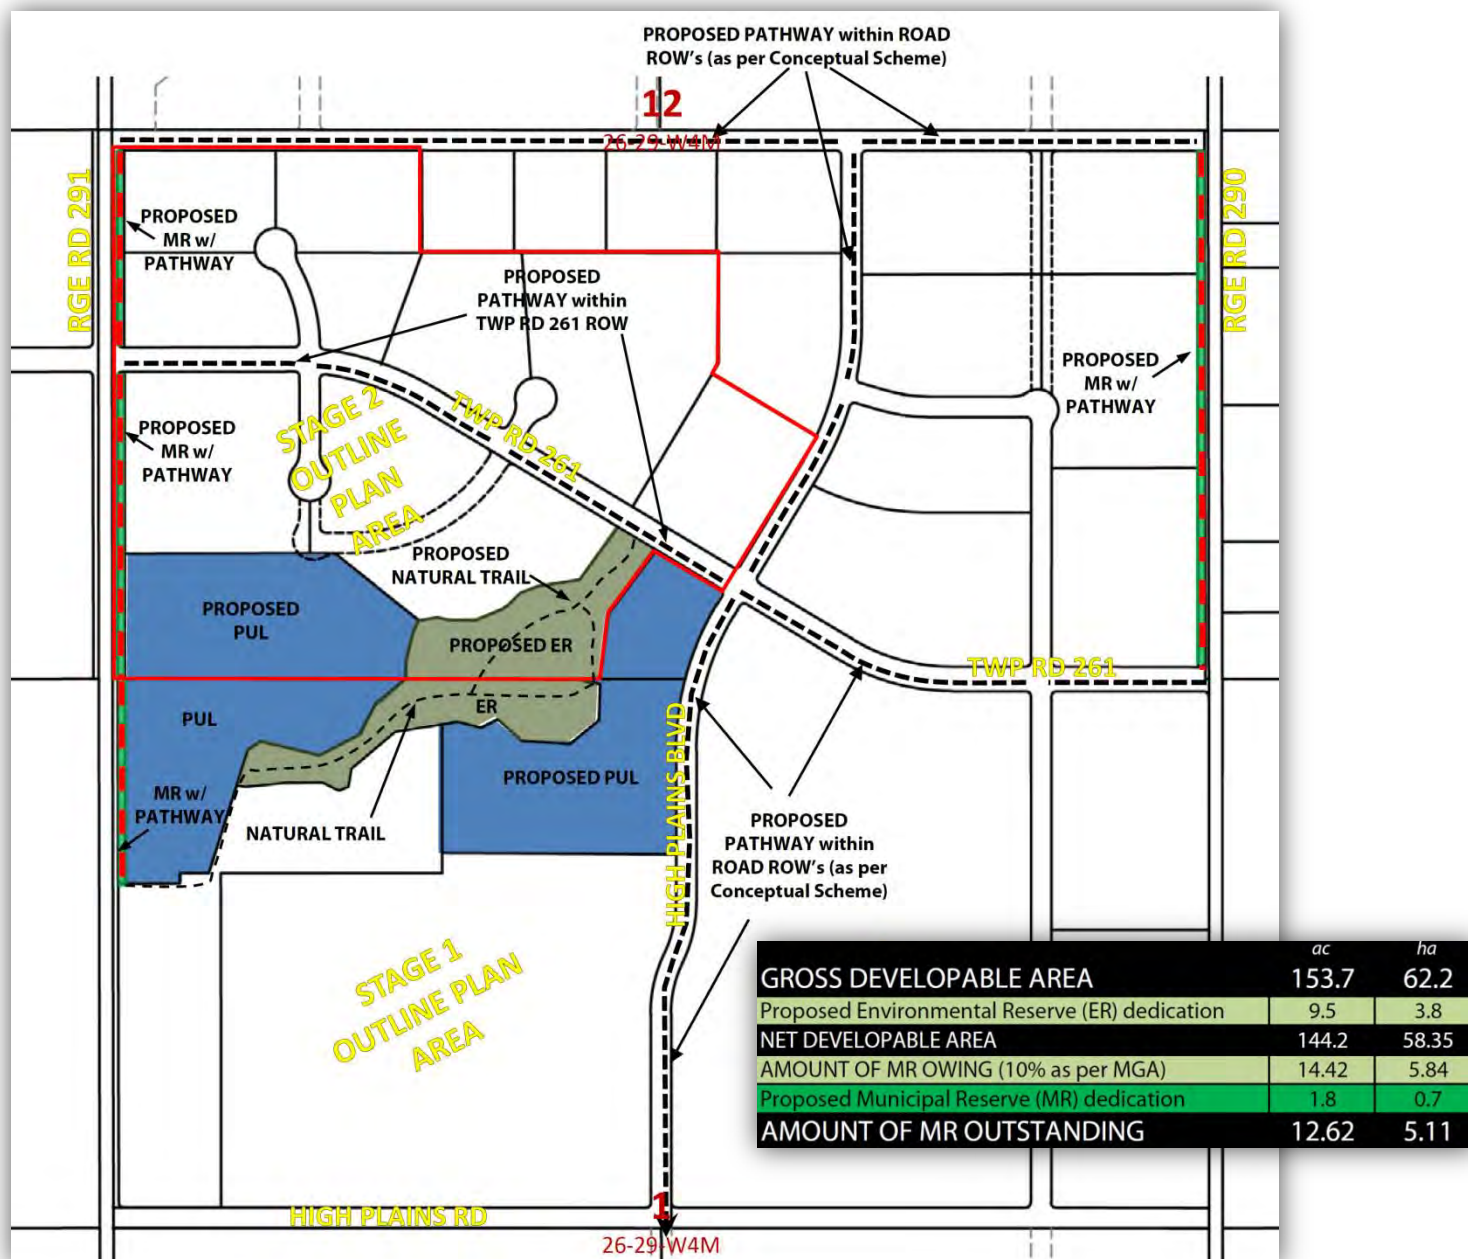 PROPOSED PATHWAY within ROAD
ROW's (as per Conceptual Scheme)
12
26-29-W4M
RGE RD 291
RGE RD 290
PROPOSED
MR w/
PATHWAY
PROPOSED
PATHWAY within
TWP RD 261 ROW
PROPOSED
MR w/
PATHWAY
PROPOSED
MR w/
PATHWAY
STAGE 2
OUTLINE
PLAN
AREA
TWP RD 261
PROPOSED
NATURAL TRAIL
PROPOSED
PUL
PROPOSED ER
TWP RD 261
ER
PUL
HIGH PLAINS BLVD
PROPOSED PUL
MR w/
PATHWAY
NATURAL TRAIL
PROPOSED
PATHWAY within
ROAD ROW's (as per
Conceptual Scheme)
STAGE 1
OUTLINE PLAN
AREA
ac ha
GROSS DEVELOPABLE AREA 153.7 62.2
Proposed Environmental Reserve (ER) dedication 9.5 3.8
NET DEVELOPABLE AREA 144.2 58.35
AMOUNT OF MR OWING (10% as per MGA) 14.42 5.84
Proposed Municipal Reserve (MR) dedication 1.8 0.7
AMOUNT OF MR OUTSTANDING 12.62 5.11
HIGH PLAINS RD
1
26-29-W4M